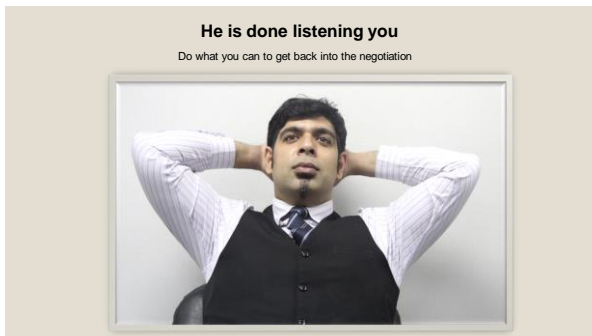 He is done listening you
Do what you can to get back into the negotiation